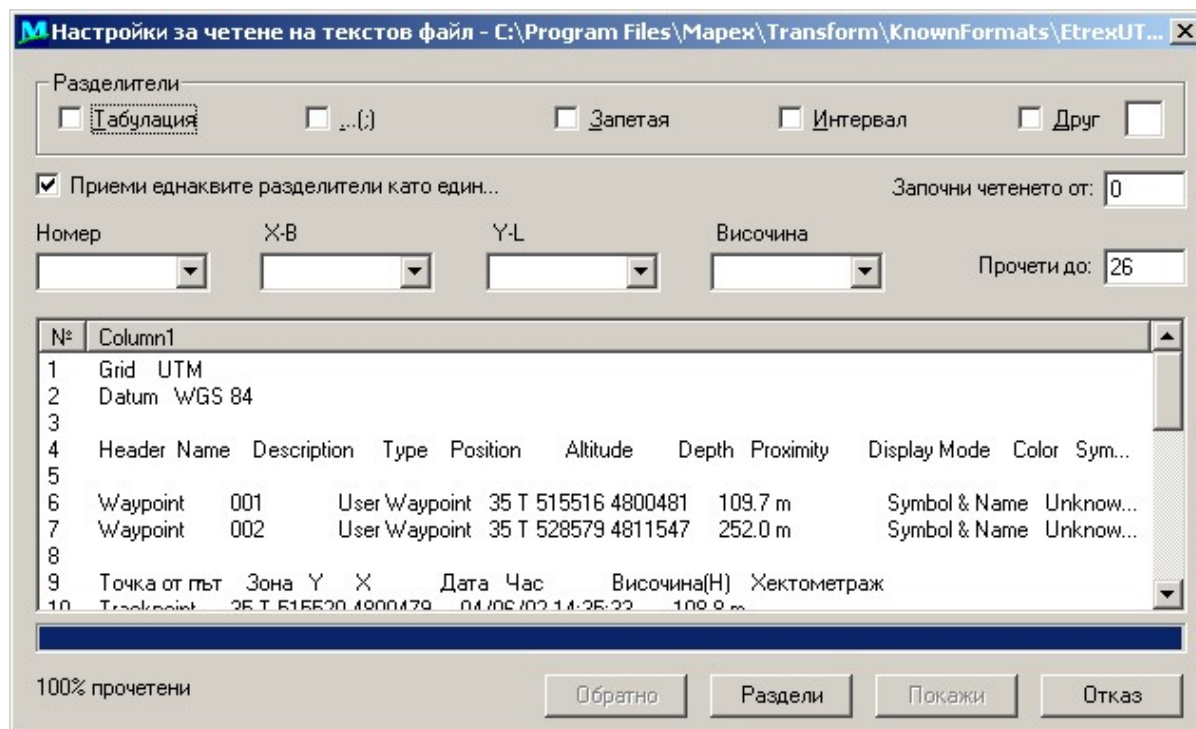 Настройки за четене на текстов файл - C:\Program Files\Mapex\Transform\KnownFormats\EtrexUT...
Разделители
Табулация ...(;) Запетая Интервал Друг
Приеми еднаквите разделители като един... Започни четенето от: 0
Номер X-B Y-L Височина
Прочети до: 26
№ Column1
1 Grid UTM
2 Datum WGS 84
3
4 Header Name Description Type Position Altitude Depth Proximity Display Mode Color Sym...
5
6 Waypoint 001 User Waypoint 35 T 515516 4800481 109.7 m Symbol & Name Unknow...
7 Waypoint 002 User Waypoint 35 T 528579 4811547 252.0 m Symbol & Name Unknow...
8
9 Точка от път Зона Y X Дата Час Височина(H) Хектометраж
10 Trackpoint 35 T 515520 4800479
100% прочетени Обратно Раздели Покажи Отказ